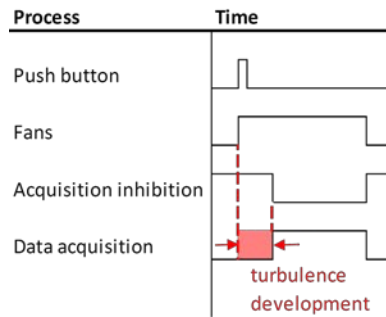 Process Time
Push button
Fans
Acquisition inhibition
Data acquisition
turbulence
development